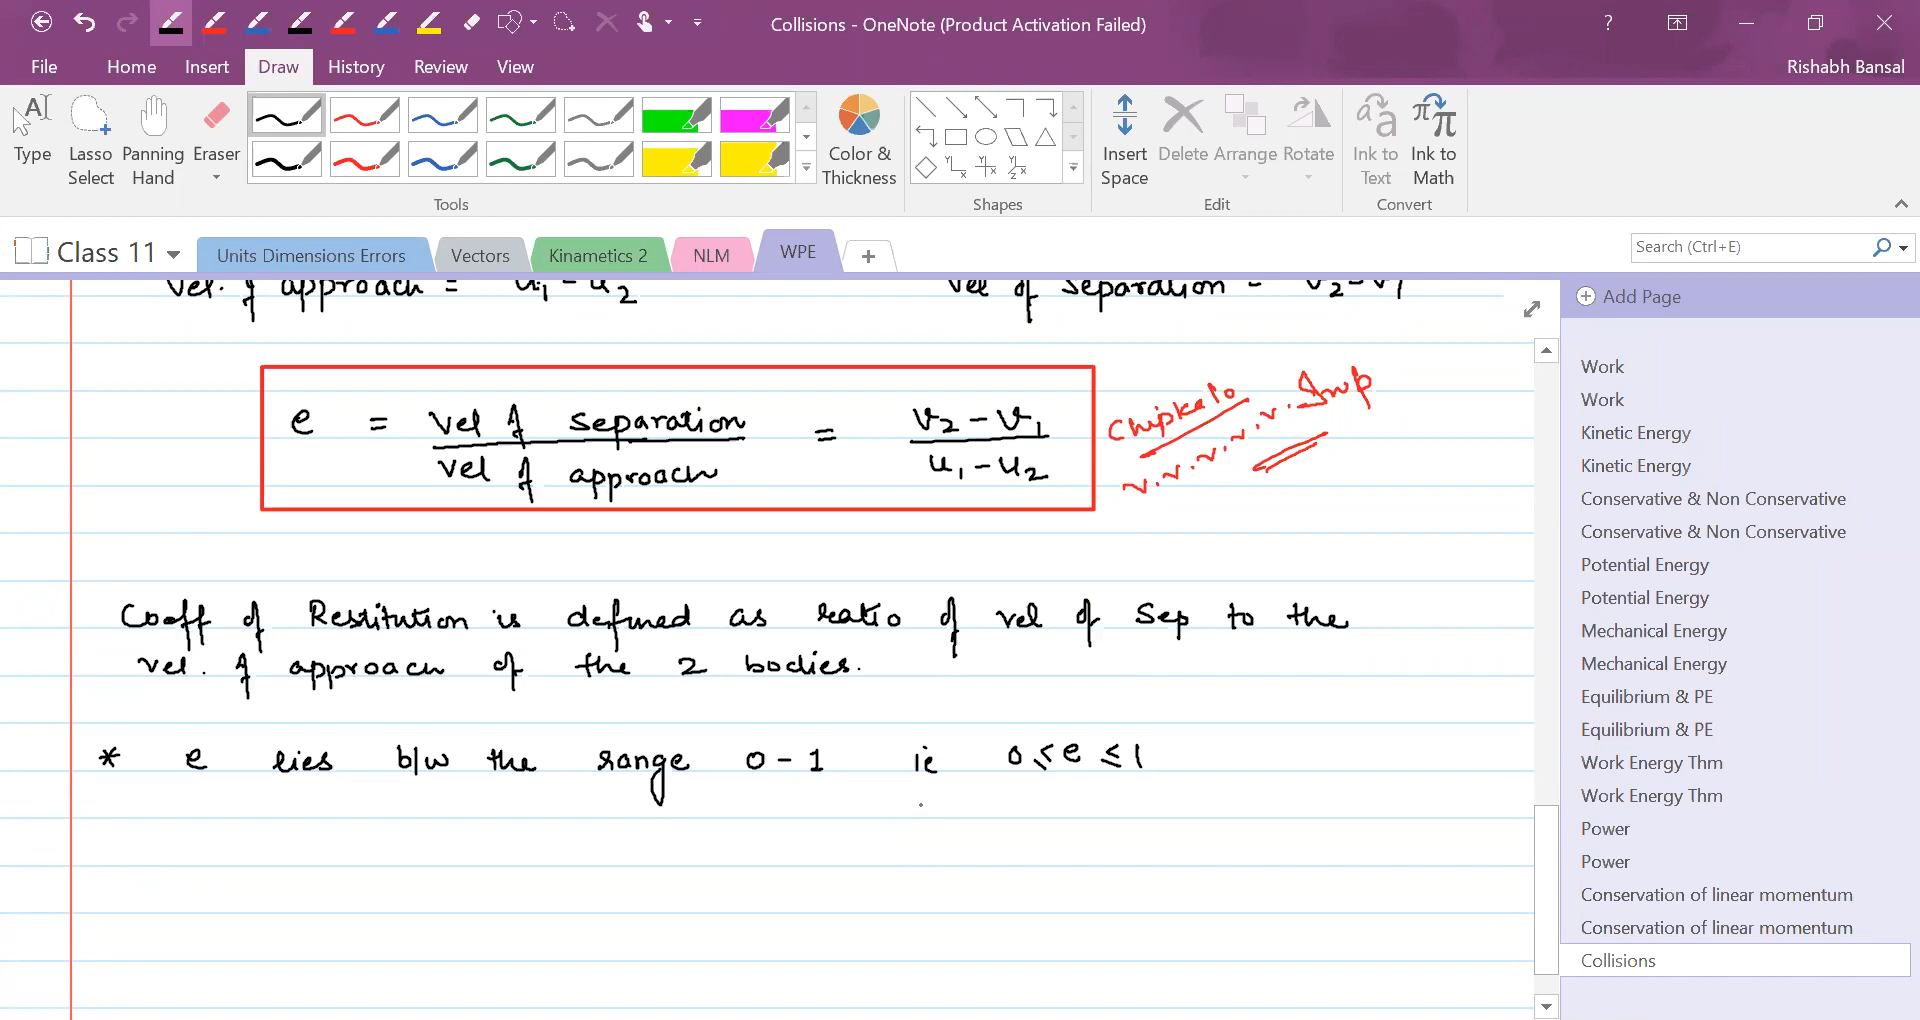 Collisions - OneNote (Product Activation Failed)
?
File Home Insert Draw History Review View
Rishabh Bansal
Type
Lasso Select
Panning Hand
Eraser
Color & Thickness
Insert Space
Delete
Arrange
Rotate
Ink to Text
Ink to Math
Tools
Shapes
Edit
Convert
Class 11
Units Dimensions Errors
Vectors
Kinametics 2
NLM
WPE
+
Search (Ctrl+E)
Vel. of approach = u1 - u2
Vel of separation = v2 - v1
e = vel of separation / vel of approach = v2 - v1 / u1 - u2
Chipkalo
v. v. v. v. v. Imp
Coeff of Restitution is defined as ratio of vel of Sep to the
vel. of approach of the 2 bodies.
* e lies b/w the range 0 - 1 ie 0 ≤ e ≤ 1
Add Page
Work
Work
Kinetic Energy
Kinetic Energy
Conservative & Non Conservative
Conservative & Non Conservative
Potential Energy
Potential Energy
Mechanical Energy
Mechanical Energy
Equilibrium & PE
Equilibrium & PE
Work Energy Thm
Work Energy Thm
Power
Power
Conservation of linear momentum
Conservation of linear momentum
Collisions